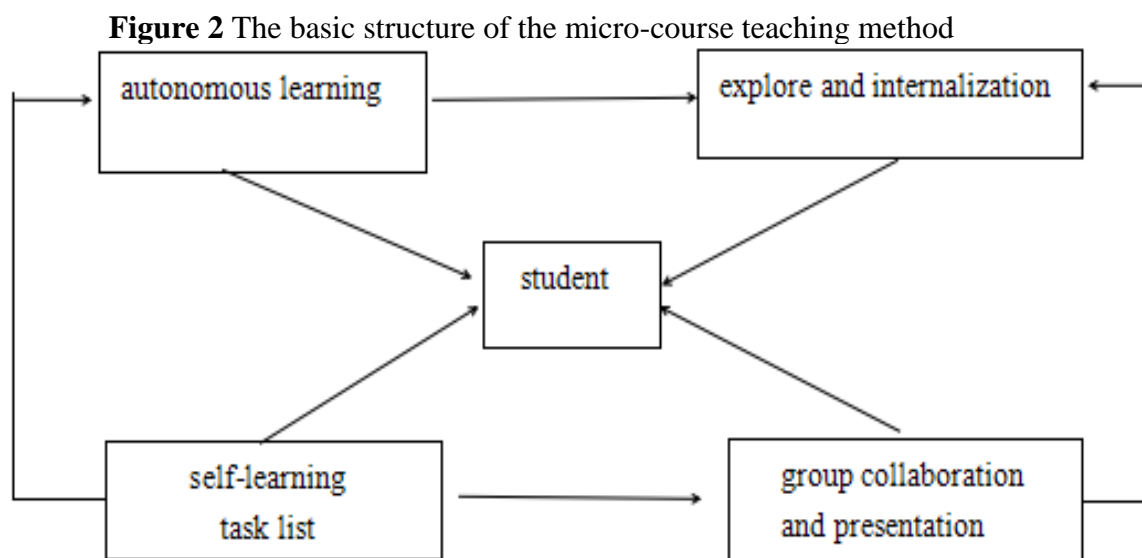 Figure 2 The basic structure of the micro-course teaching method
autonomous learning
explore and internalization
student
self-learning
task list
group collaboration
and presentation